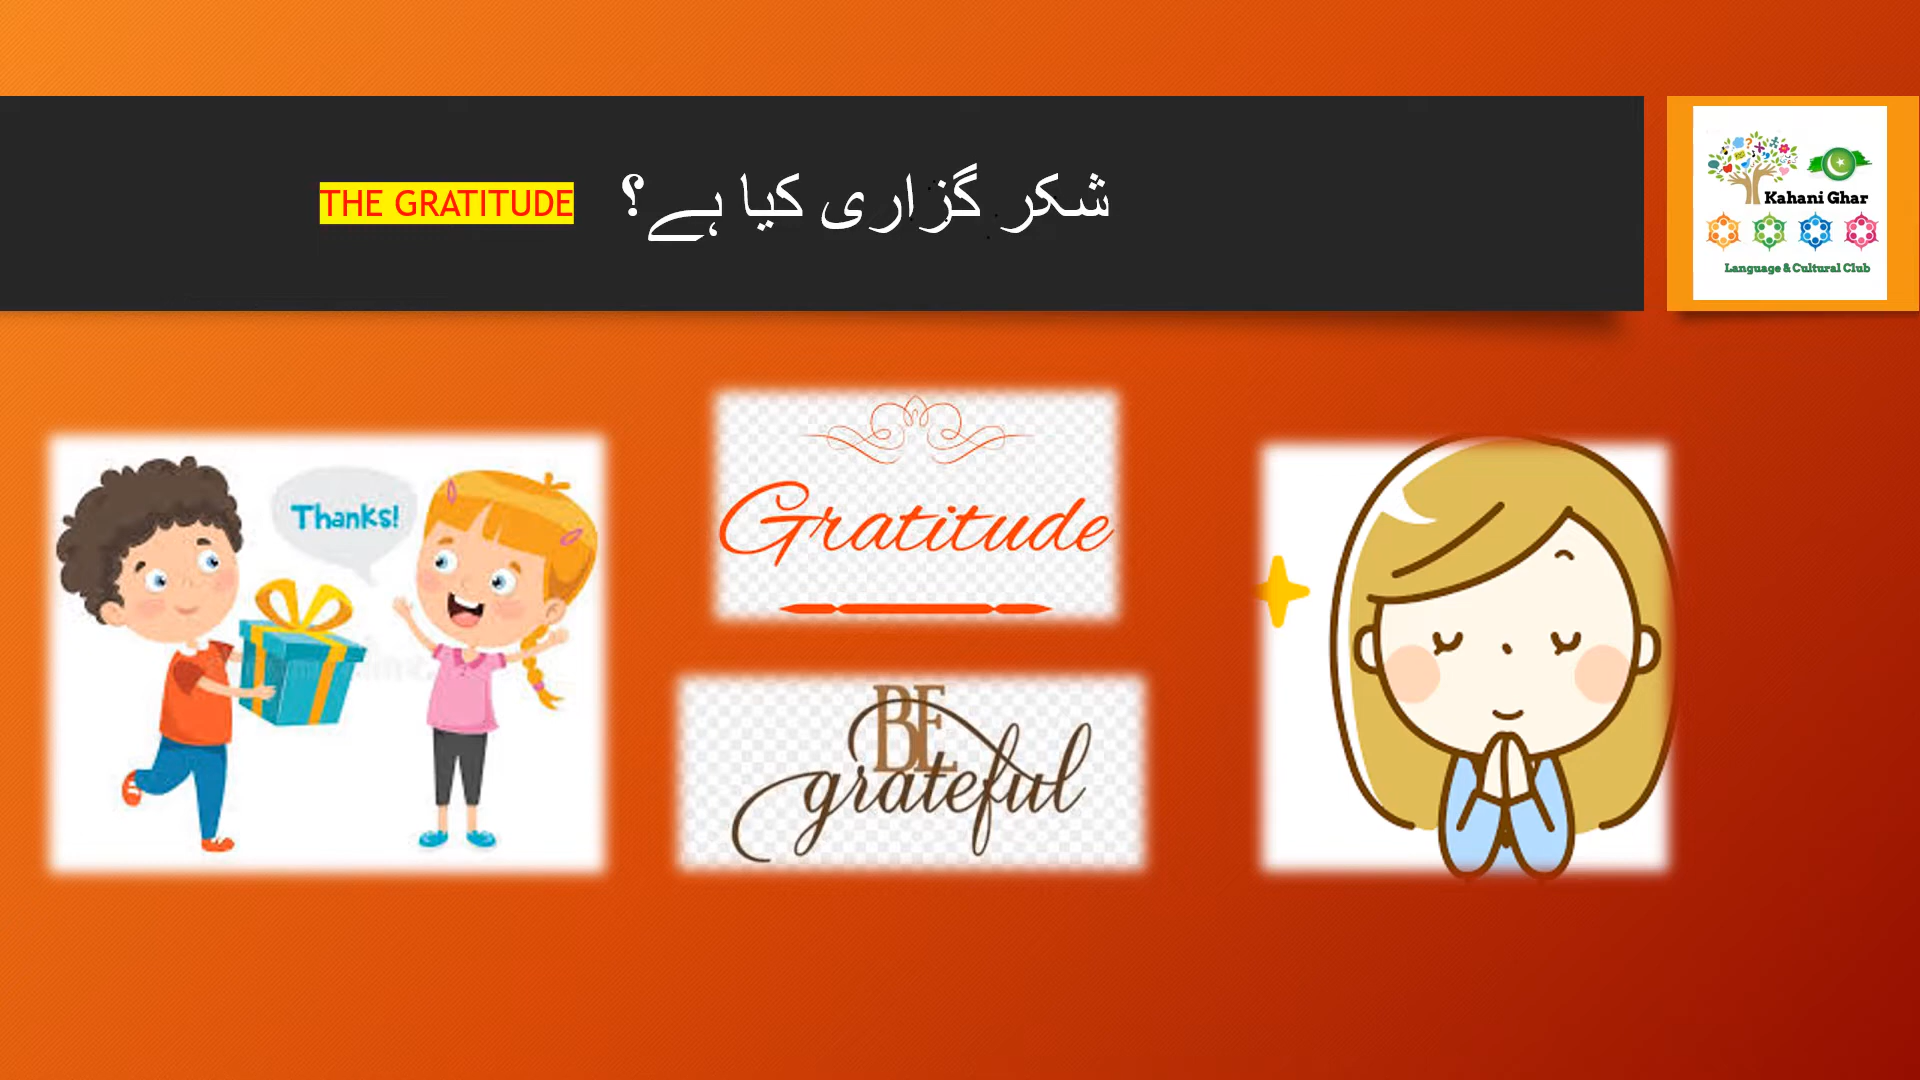 شکر گزاری کیا ہے؟ THE GRATITUDE
Kahani Ghar
Language & Cultural Club
Thanks!
Gratitude
BE
grateful